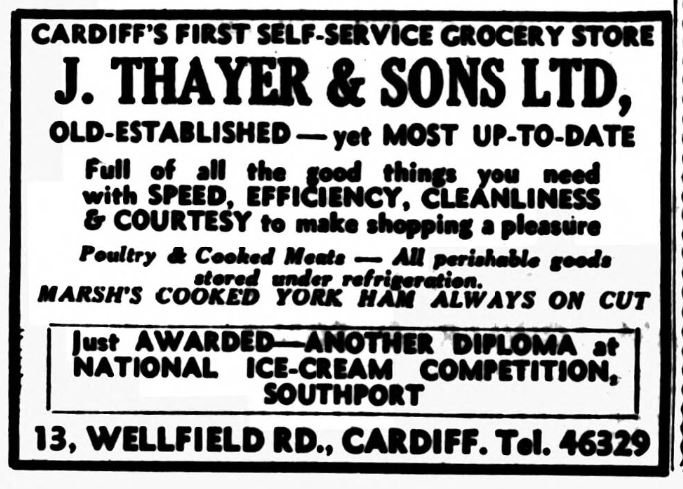 CARDIFF'S FIRST SELF-SERVICE GROCERY STORE
J. THAYER & SONS LTD,
OLD-ESTABLISHED — yet MOST UP-TO-DATE
Full of all the good things you need
with SPEED, EFFICIENCY, CLEANLINESS
& COURTESY to make shopping a pleasure
Poultry & Cooked Meats — All perishable goods
stored under refrigeration.
MARSH'S COOKED YORK HAM ALWAYS ON CUT
Just AWARDED—ANOTHER DIPLOMA at
NATIONAL ICE-CREAM COMPETITION,
SOUTHPORT
13, WELLFIELD RD., CARDIFF. Tel. 46329